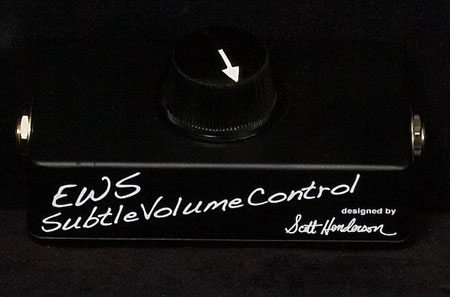 EWS
SubtleVolumeControl
designed by
Scott Henderson